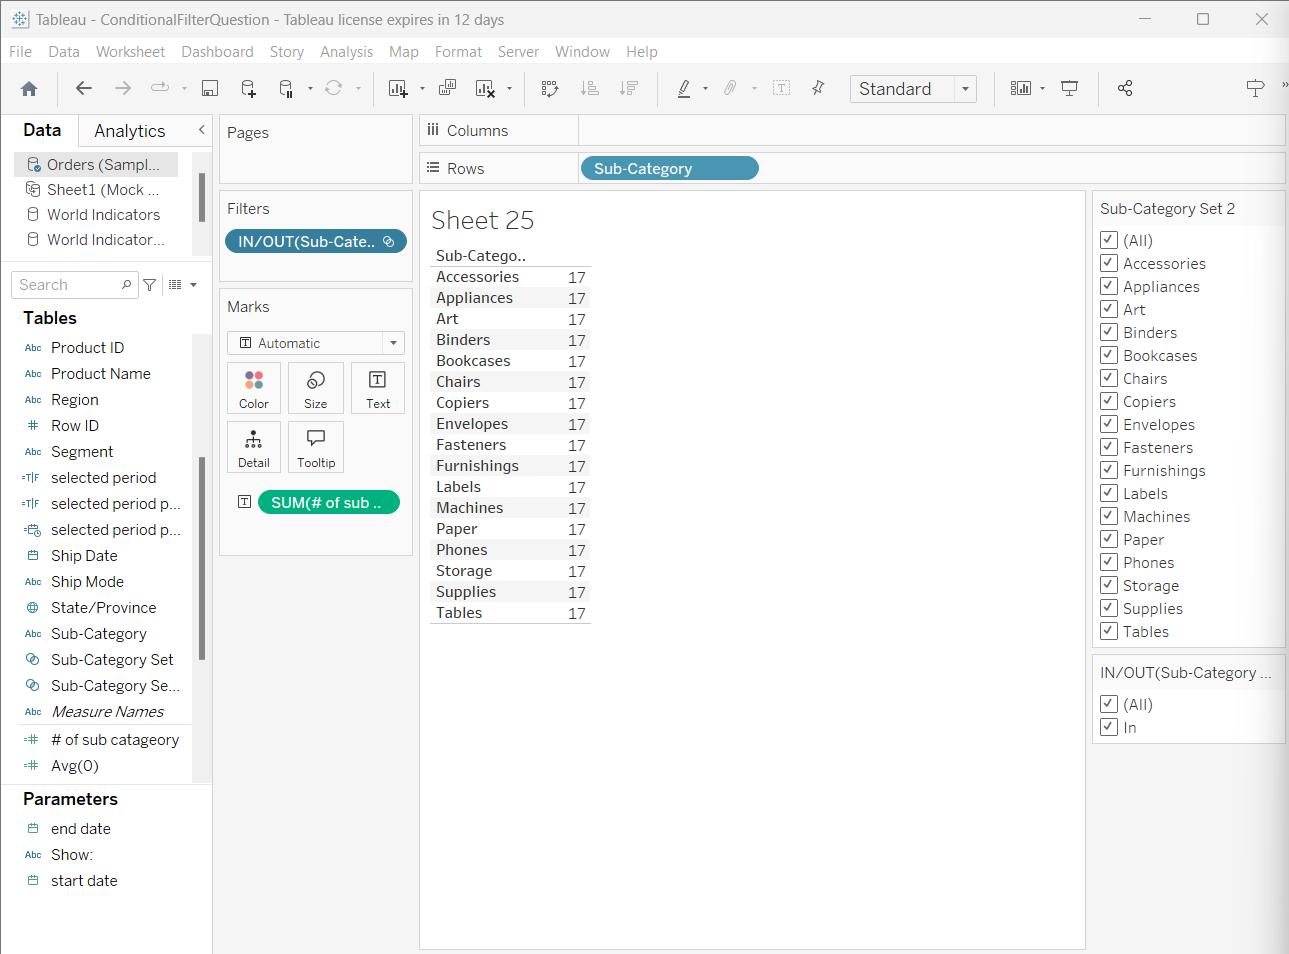 Tableau - ConditionalFilterQuestion - Tableau license expires in 12 days
File Data Worksheet Dashboard Story Analysis Map Format Server Window Help
Standard
Data Analytics
Orders (Sampl...
Sheet1 (Mock ...
World Indicators
World Indicator...
Search
Tables
Abc Product ID
Abc Product Name
Abc Region
# Row ID
Abc Segment
=T|F selected period
=T|F selected period p...
selected period p...
Ship Date
Abc Ship Mode
State/Province
Abc Sub-Category
Sub-Category Set
Sub-Category Se...
Abc Measure Names
=# # of sub catageory
=# Avg(0)
Parameters
end date
Abc Show:
start date
Pages
Filters
IN/OUT(Sub-Cate..
Marks
T Automatic
Color Size T Text
Detail Tooltip
T SUM(# of sub ..
Columns
Rows Sub-Category
Sheet 25
Sub-Catego..
Accessories 17
Appliances 17
Art 17
Binders 17
Bookcases 17
Chairs 17
Copiers 17
Envelopes 17
Fasteners 17
Furnishings 17
Labels 17
Machines 17
Paper 17
Phones 17
Storage 17
Supplies 17
Tables 17
Sub-Category Set 2
(All)
Accessories
Appliances
Art
Binders
Bookcases
Chairs
Copiers
Envelopes
Fasteners
Furnishings
Labels
Machines
Paper
Phones
Storage
Supplies
Tables
IN/OUT(Sub-Category ...
(All)
In